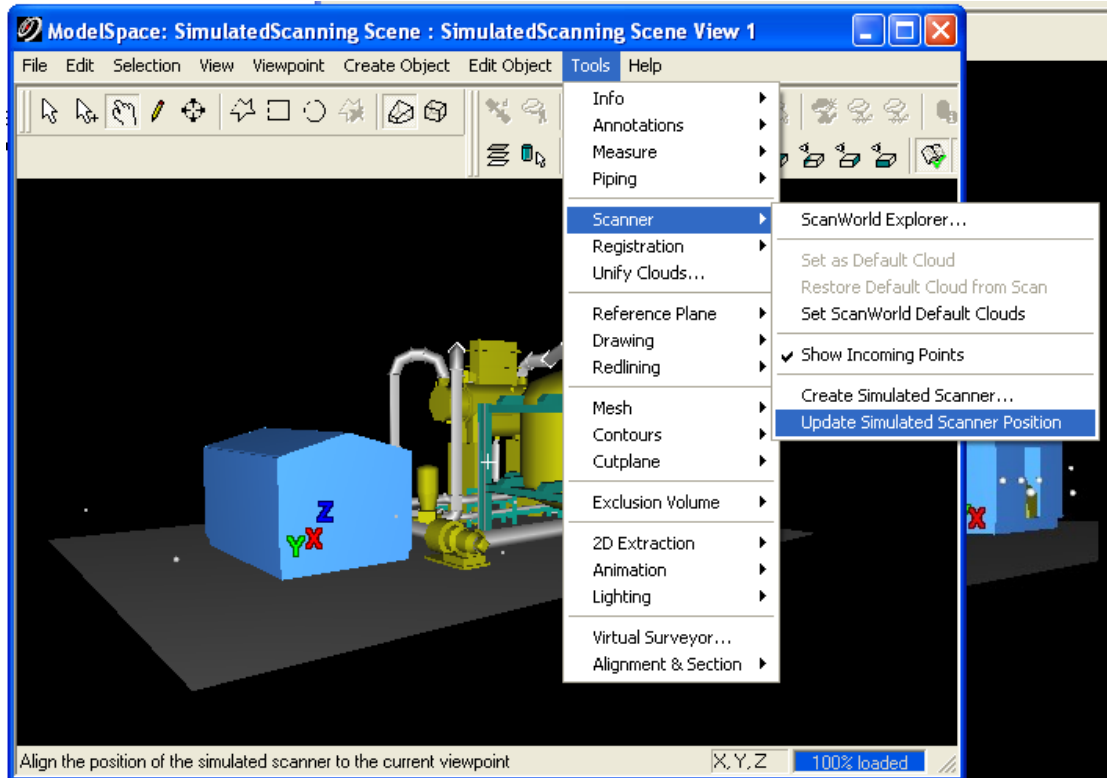 ModelSpace: SimulatedScanning Scene : SimulatedScanning Scene View 1
File Edit Selection View Viewpoint Create Object Edit Object Tools Help
Info
Annotations
Measure
Piping
Scanner
Registration
Unify Clouds...
Reference Plane
Drawing
Redlining
Mesh
Contours
Cutplane
Exclusion Volume
2D Extraction
Animation
Lighting
Virtual Surveyor...
Alignment & Section
ScanWorld Explorer...
Set as Default Cloud
Restore Default Cloud from Scan
Set ScanWorld Default Clouds
Show Incoming Points
Create Simulated Scanner...
Update Simulated Scanner Position
Z
Y X
X
Align the position of the simulated scanner to the current viewpoint X,Y,Z 100% loaded